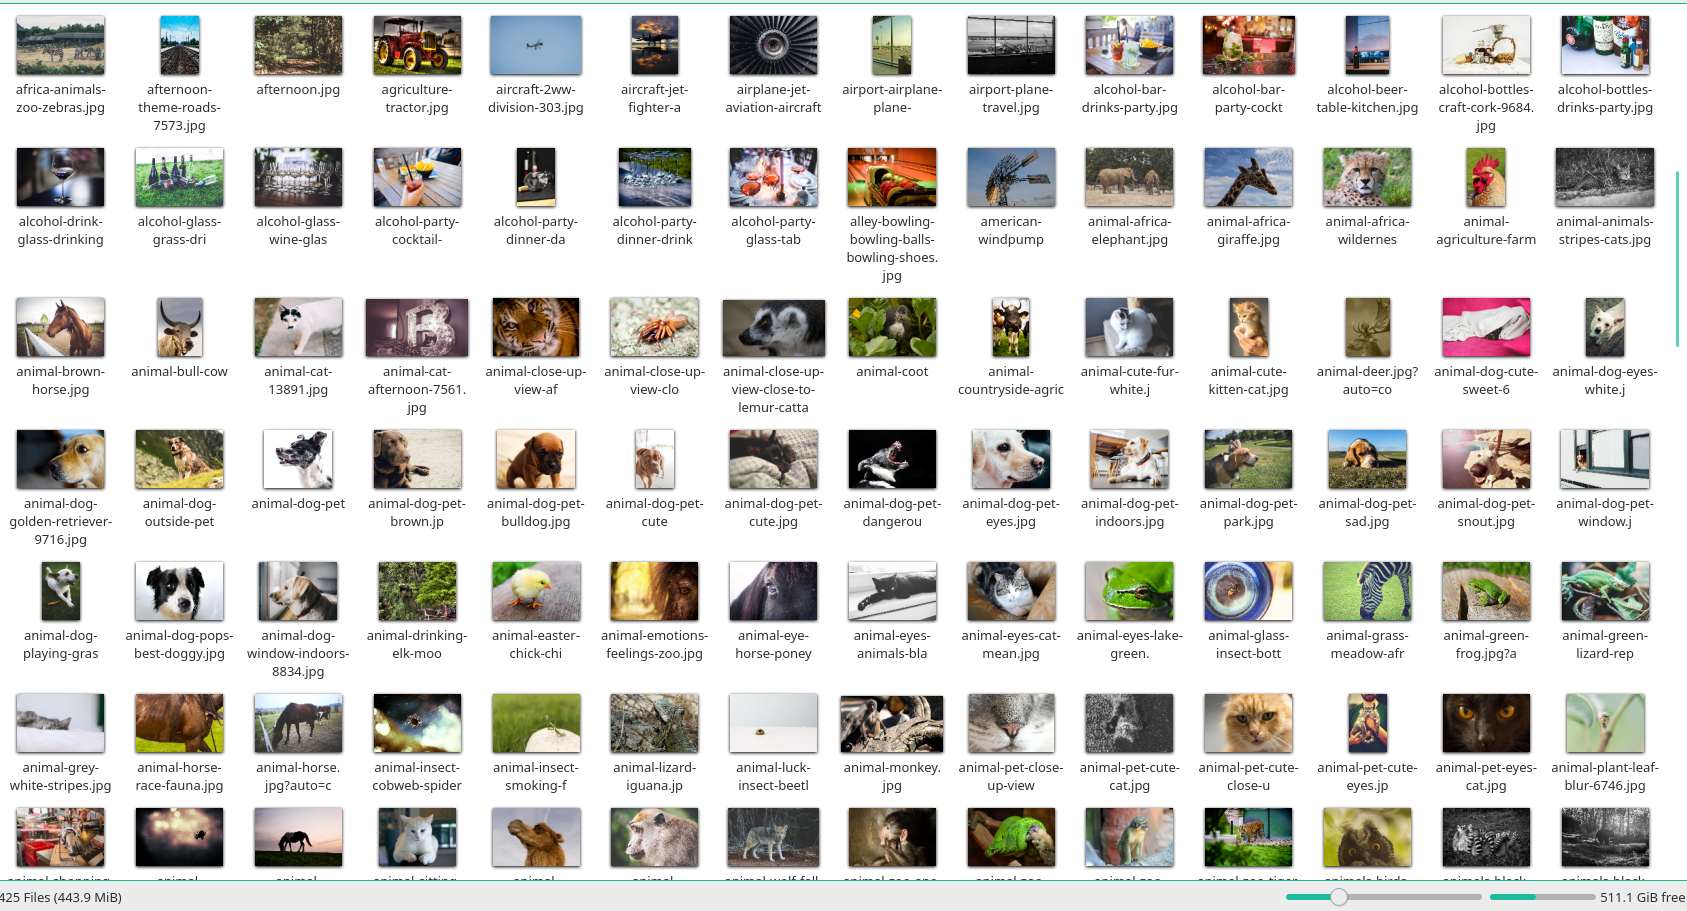 africa-animals-
zoo-zebras.jpg
afternoon-
theme-roads-
7573.jpg
afternoon.jpg
agriculture-
tractor.jpg
aircraft-2ww-
division-303.jpg
aircraft-jet-
fighter-a
airplane-jet-
aviation-aircraft
airport-airplane-
plane-
airport-plane-
travel.jpg
alcohol-bar-
drinks-party.jpg
alcohol-bar-
party-cockt
alcohol-beer-
table-kitchen.jpg
alcohol-bottles-
craft-cork-9684.
jpg
alcohol-bottles-
drinks-party.jpg
alcohol-drink-
glass-drinking
alcohol-glass-
grass-dri
alcohol-glass-
wine-glas
alcohol-party-
cocktail-
alcohol-party-
dinner-da
alcohol-party-
dinner-drink
alcohol-party-
glass-tab
alley-bowling-
bowling-balls-
bowling-shoes.
jpg
american-
windpump
animal-africa-
elephant.jpg
animal-africa-
giraffe.jpg
animal-africa-
wildernes
animal-
agriculture-farm
animal-animals-
stripes-cats.jpg
animal-brown-
horse.jpg
animal-bull-cow
animal-cat-
13891.jpg
animal-cat-
afternoon-7561.
jpg
animal-close-up-
view-af
animal-close-up-
view-clo
animal-close-up-
view-close-to-
lemur-catta
animal-coot
animal-
countryside-agric
animal-cute-fur-
white.j
animal-cute-
kitten-cat.jpg
animal-deer.jpg?
auto=co
animal-dog-cute-
sweet-6
animal-dog-eyes-
white.j
animal-dog-
golden-retriever-
9716.jpg
animal-dog-
outside-pet
animal-dog-pet
animal-dog-pet-
brown.jp
animal-dog-pet-
bulldog.jpg
animal-dog-pet-
cute
animal-dog-pet-
cute.jpg
animal-dog-pet-
dangerou
animal-dog-pet-
eyes.jpg
animal-dog-pet-
indoors.jpg
animal-dog-pet-
park.jpg
animal-dog-pet-
sad.jpg
animal-dog-pet-
snout.jpg
animal-dog-pet-
window.j
animal-dog-
playing-gras
animal-dog-pops-
best-doggy.jpg
animal-dog-
window-indoors-
8834.jpg
animal-drinking-
elk-moo
animal-easter-
chick-chi
animal-emotions-
feelings-zoo.jpg
animal-eye-
horse-poney
animal-eyes-
animals-bla
animal-eyes-cat-
mean.jpg
animal-eyes-lake-
green.
animal-glass-
insect-bott
animal-grass-
meadow-afr
animal-green-
frog.jpg?a
animal-green-
lizard-rep
animal-grey-
white-stripes.jpg
animal-horse-
race-fauna.jpg
animal-horse.
jpg?auto=c
animal-insect-
cobweb-spider
animal-insect-
smoking-f
animal-lizard-
iguana.jp
animal-luck-
insect-beetl
animal-monkey.
jpg
animal-pet-close-
up-view
animal-pet-cute-
cat.jpg
animal-pet-cute-
close-u
animal-pet-cute-
eyes.jp
animal-pet-eyes-
cat.jpg
animal-plant-leaf-
blur-6746.jpg
425 Files (443.9 MiB)
511.1 GiB free